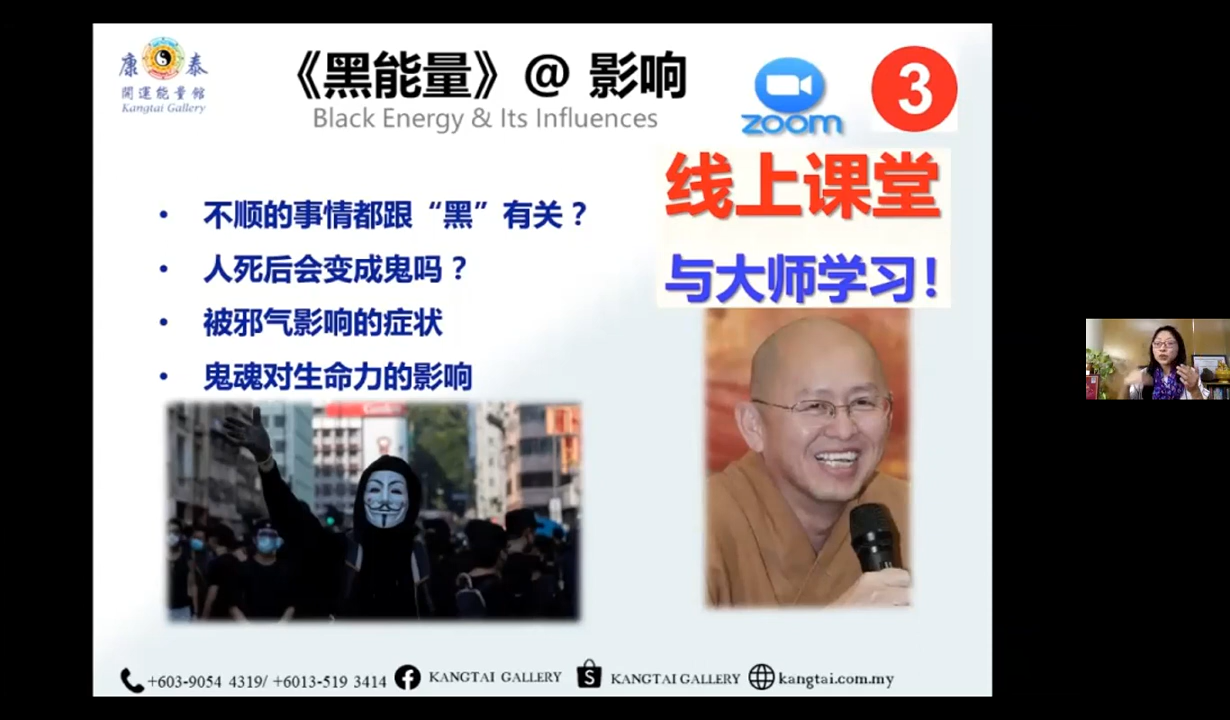 康 泰
開運能量館
Kangtai Gallery
《黑能量》@ 影响
Black Energy & Its Influences
zoom
3
线上课堂
与大师学习!
• 不顺的事情都跟“黑”有关?
• 人死后会变成鬼吗?
• 被邪气影响的症状
• 鬼魂对生命力的影响
+603-9054 4319/ +6013-519 3414 KANGTAI GALLERY KANGTAI GALLERY kangtai.com.my